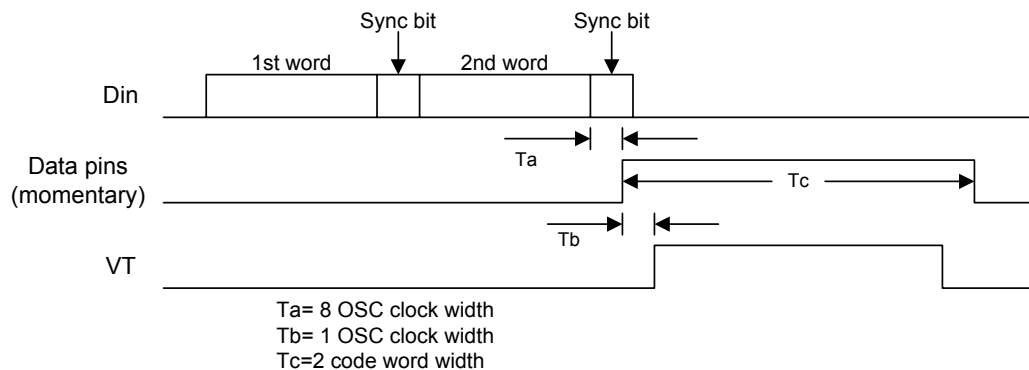 Sync bit
Sync bit
1st word
2nd word
Din
Ta
Data pins
(momentary)
Tc
Tb
VT
Ta= 8 OSC clock width
Tb= 1 OSC clock width
Tc=2 code word width